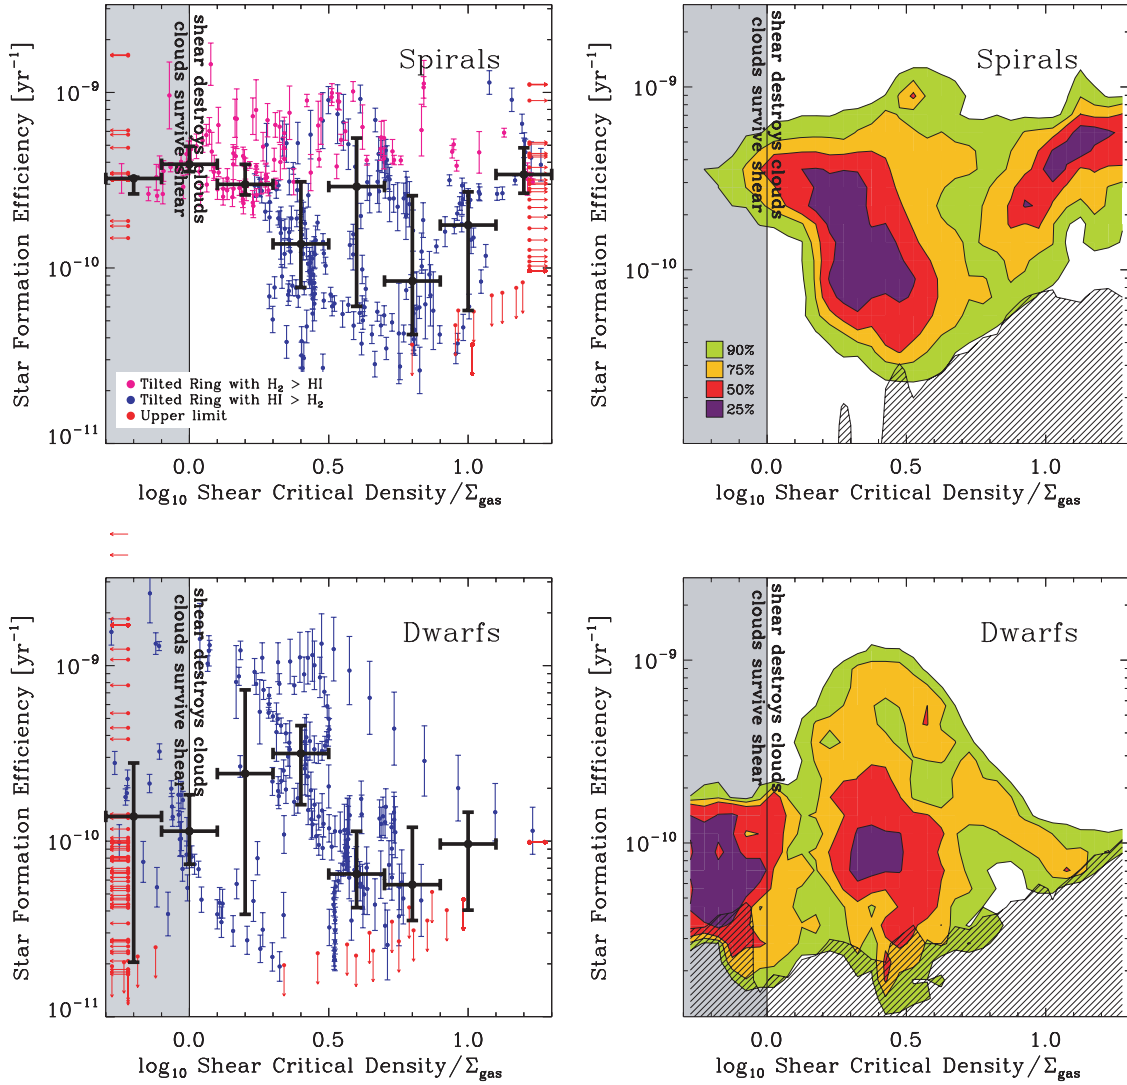 Star Formation Efficiency [yr⁻¹]
10⁻⁹
10⁻¹⁰
10⁻¹¹
shear destroys clouds
clouds survive shear
Spirals
Tilted Ring with H₂ > HI
Tilted Ring with HI > H₂
Upper limit
0.0 0.5 1.0
log₁₀ Shear Critical Density/Σgas
Star Formation Efficiency [yr⁻¹]
10⁻⁹
10⁻¹⁰
shear destroys clouds
clouds survive shear
Spirals
90%
75%
50%
25%
0.0 0.5 1.0
log₁₀ Shear Critical Density/Σgas
Star Formation Efficiency [yr⁻¹]
10⁻⁹
10⁻¹⁰
10⁻¹¹
shear destroys clouds
clouds survive shear
Dwarfs
0.0 0.5 1.0
log₁₀ Shear Critical Density/Σgas
Star Formation Efficiency [yr⁻¹]
10⁻⁹
10⁻¹⁰
shear destroys clouds
clouds survive shear
Dwarfs
0.0 0.5 1.0
log₁₀ Shear Critical Density/Σgas